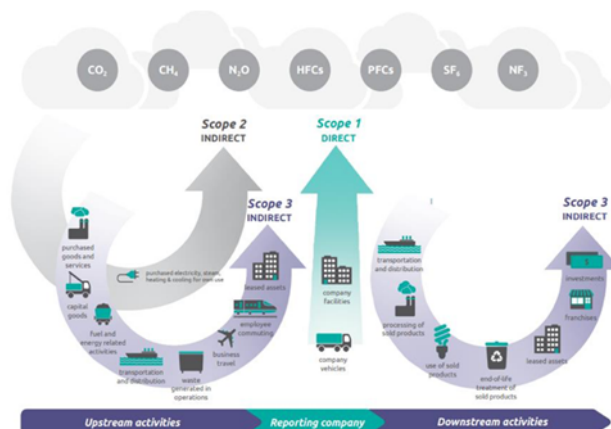 CO₂
CH₄
N₂O
HFCs
PFCs
SF₆
NF₃
Scope 2
INDIRECT
Scope 1
DIRECT
Scope 3
INDIRECT
Scope 3
INDIRECT
purchased
goods and
services
capital
goods
fuel and
energy related
activities
transportation
and distribution
waste
generated in
operations
business
travel
employee
commuting
leased assets
purchased electricity, steam,
heating & cooling for own use
company
facilities
company
vehicles
transportation
and distribution
processing of
sold products
use of sold
products
end-of-life
treatment of
sold products
leased assets
franchises
investments
Upstream activities
Reporting company
Downstream activities